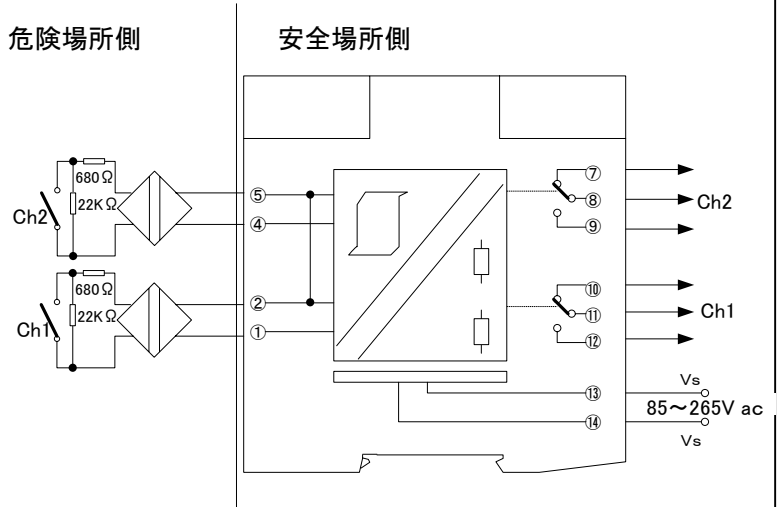 危険場所側
安全場所側
680Ω
22KΩ
Ch2
⑤
④
⑦
⑧
⑨
Ch2
680Ω
22KΩ
Ch1
②
①
⑩
⑪
⑫
Ch1
⑬
⑭
Vs
85～265V ac
Vs